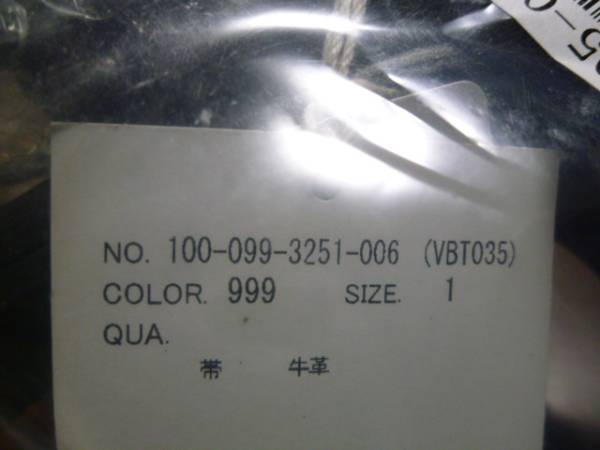 NO. 100-099-3251-006 (VBT035)
COLOR. 999 SIZE. 1
QUA.
帯 牛革